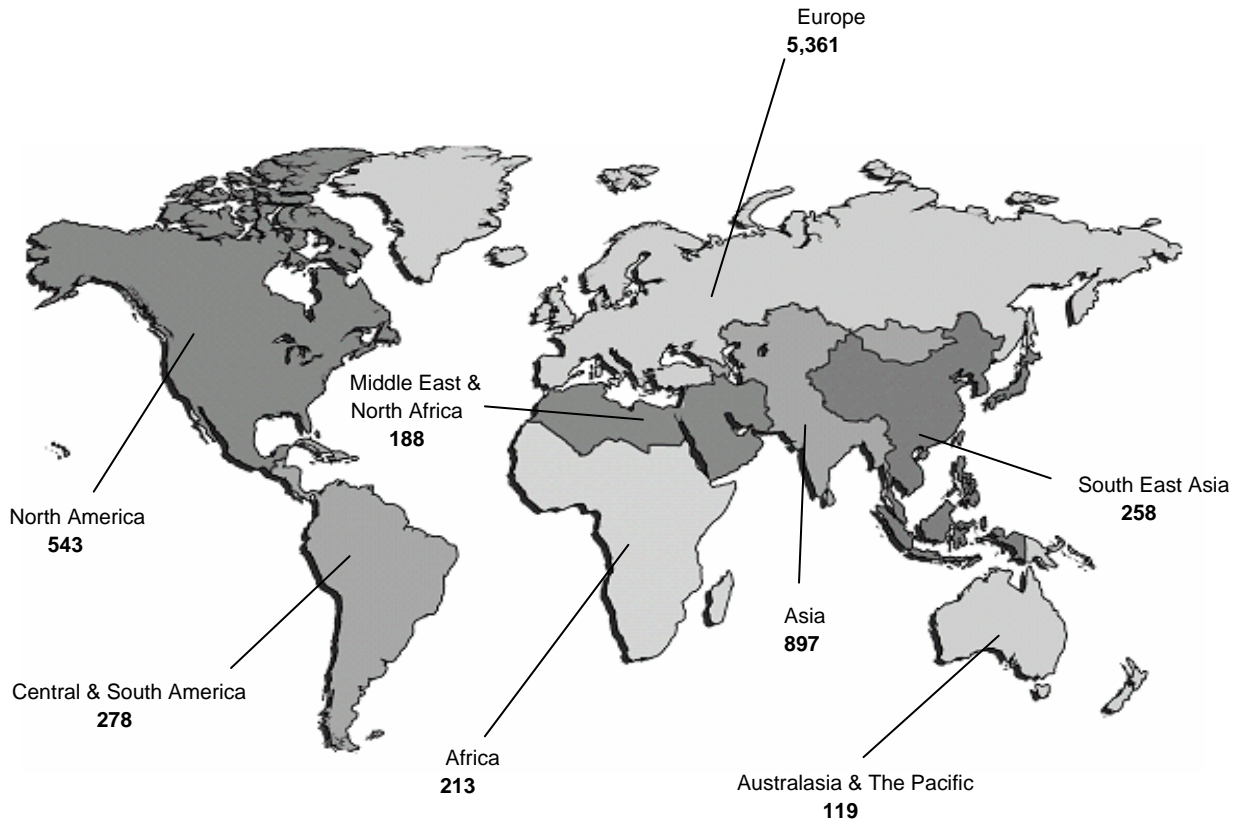 Europe
5,361
Middle East &
North Africa
188
South East Asia
258
North America
543
Asia
897
Central & South America
278
Africa
213
Australasia & The Pacific
119